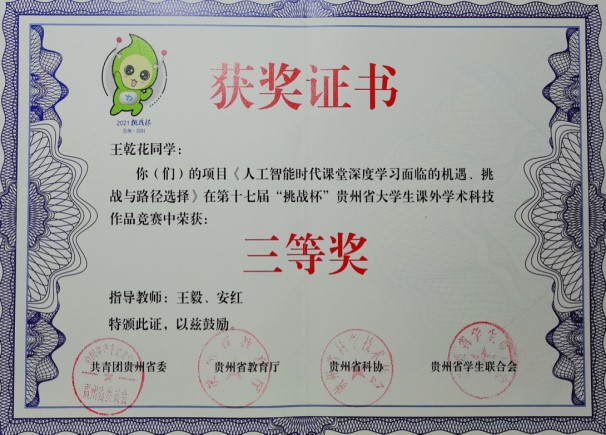 2021挑战杯
获奖证书
王乾花同学:
你（们）的项目《人工智能时代课堂深度学习面临的机遇、挑
战与路径选择》在第十七届“挑战杯”贵州省大学生课外学术科技
作品竞赛中荣获:
三等奖
指导教师: 王毅、安红
特颁此证，以兹鼓励。
共青团贵州省委 贵州省教育厅 贵州省科协 贵州省学生联合会